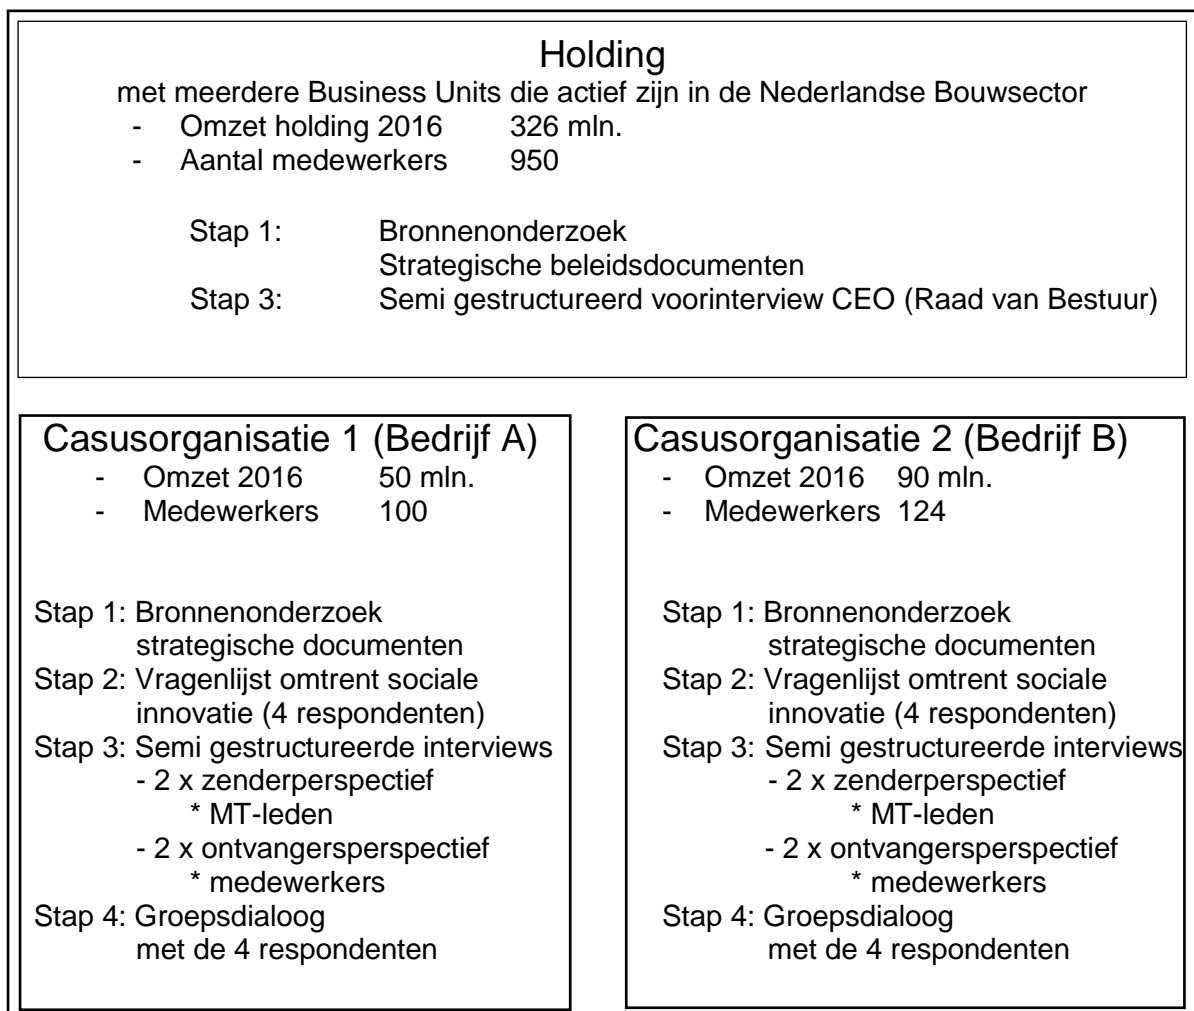 Holding
met meerdere Business Units die actief zijn in de Nederlandse Bouwsector
- Omzet holding 2016 326 mln.
- Aantal medewerkers 950
Stap 1: Bronnenonderzoek
Strategische beleidsdocumenten
Stap 3: Semi gestructureerd voorinterview CEO (Raad van Bestuur)
Casusorganisatie 1 (Bedrijf A)
- Omzet 2016 50 mln.
- Medewerkers 100
Stap 1: Bronnenonderzoek
strategische documenten
Stap 2: Vragenlijst omtrent sociale
innovatie (4 respondenten)
Stap 3: Semi gestructureerde interviews
- 2 x zenderperspectief
* MT-leden
- 2 x ontvangersperspectief
* medewerkers
Stap 4: Groepsdialoog
met de 4 respondenten
Casusorganisatie 2 (Bedrijf B)
- Omzet 2016 90 mln.
- Medewerkers 124
Stap 1: Bronnenonderzoek
strategische documenten
Stap 2: Vragenlijst omtrent sociale
innovatie (4 respondenten)
Stap 3: Semi gestructureerde interviews
- 2 x zenderperspectief
* MT-leden
- 2 x ontvangersperspectief
* medewerkers
Stap 4: Groepsdialoog
met de 4 respondenten